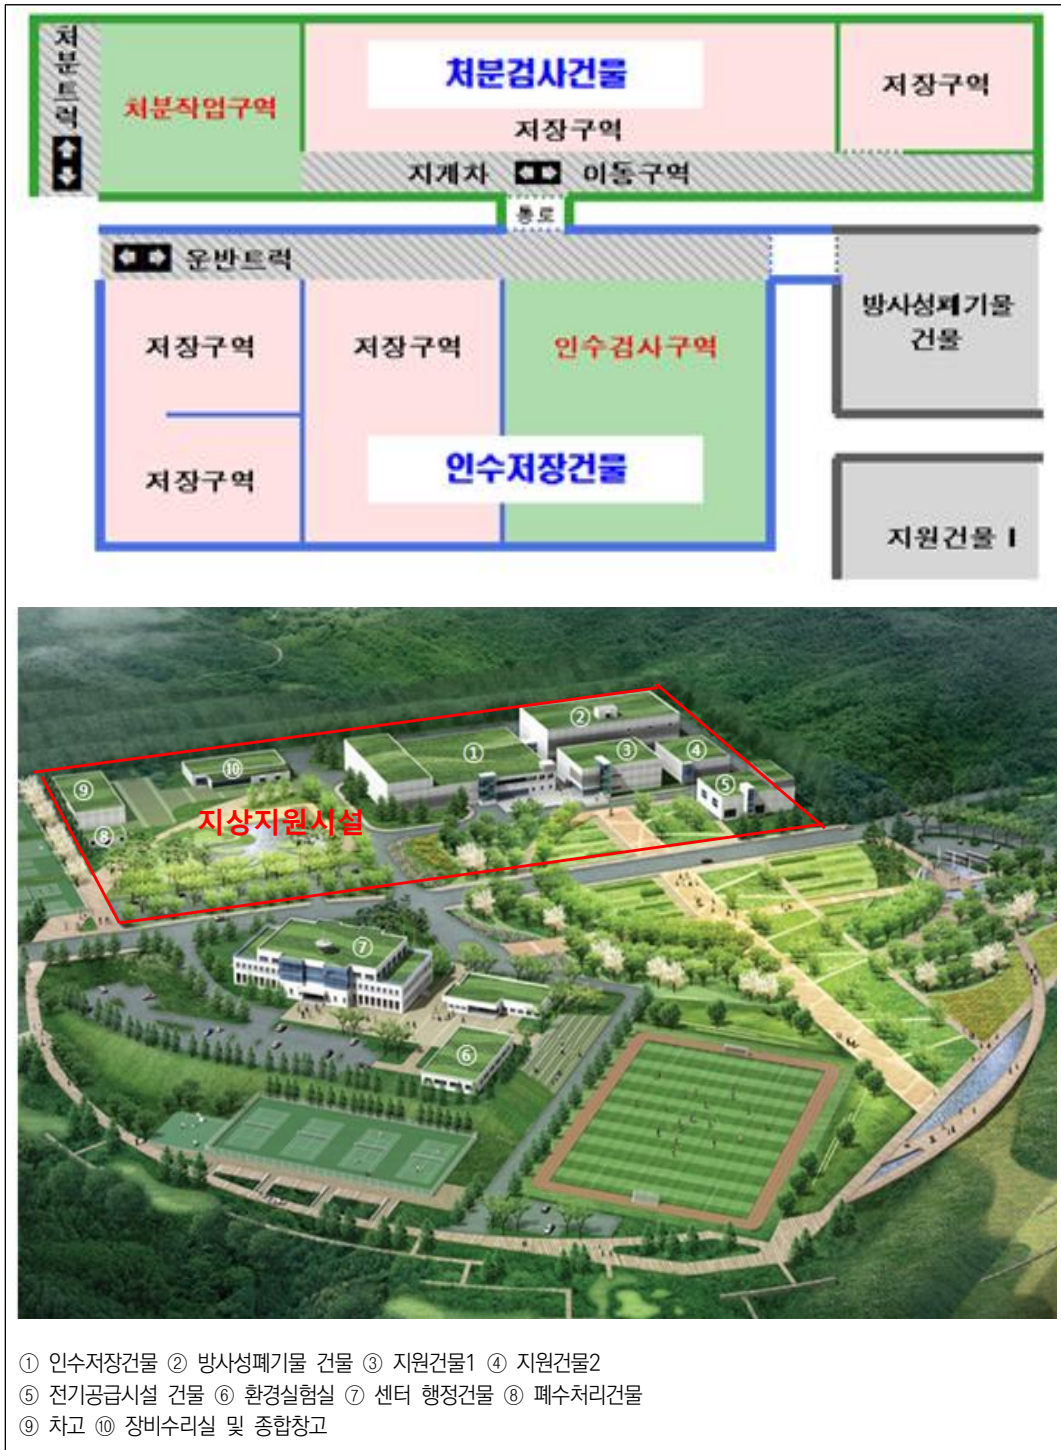 처분트럭
처분작업구역
처분검사건물
저장구역
저장구역
지게차 이동구역
통로
운반트럭
저장구역
저장구역
인수검사구역
방사성폐기물
건물
저장구역
인수저장건물
지원건물 I
②
① ③ ④
⑩ ⑤
⑨
지상지원시설
⑧
⑦
⑥
① 인수저장건물 ② 방사성폐기물 건물 ③ 지원건물1 ④ 지원건물2
⑤ 전기공급시설 건물 ⑥ 환경실험실 ⑦ 센터 행정건물 ⑧ 폐수처리건물
⑨ 차고 ⑩ 장비수리실 및 종합창고